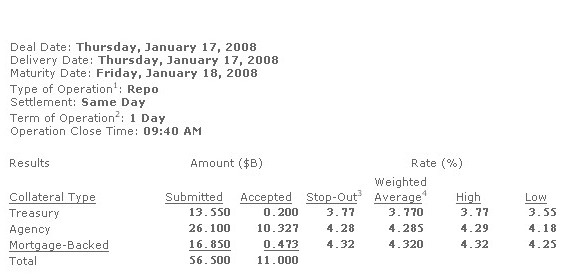 Deal Date: Thursday, January 17, 2008
Delivery Date: Thursday, January 17, 2008
Maturity Date: Friday, January 18, 2008
Type of Operation1: Repo
Settlement: Same Day
Term of Operation2: 1 Day
Operation Close Time: 09:40 AM
Results Amount ($B) Rate (%)
Weighted
Collateral Type Submitted Accepted Stop-Out3 Average4 High Low
Treasury 13.550 0.200 3.77 3.770 3.77 3.55
Agency 26.100 10.327 4.28 4.285 4.29 4.18
Mortgage-Backed 16.850 0.473 4.32 4.320 4.32 4.25
Total 56.500 11.000